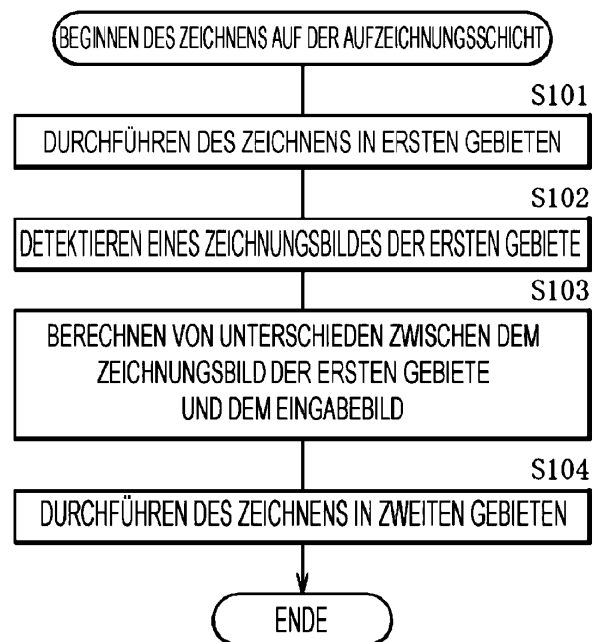 BEGINNEN DES ZEICHNENS AUF DER AUFZEICHNUNGSSCHICHT
S101
DURCHFÜHREN DES ZEICHNENS IN ERSTEN GEBIETEN
S102
DETEKTIEREN EINES ZEICHNUNGSBILDES DER ERSTEN GEBIETE
S103
BERECHNEN VON UNTERSCHIEDEN ZWISCHEN DEM
ZEICHNUNGSBILD DER ERSTEN GEBIETE
UND DEM EINGABEBILD
S104
DURCHFÜHREN DES ZEICHNENS IN ZWEITEN GEBIETEN
ENDE